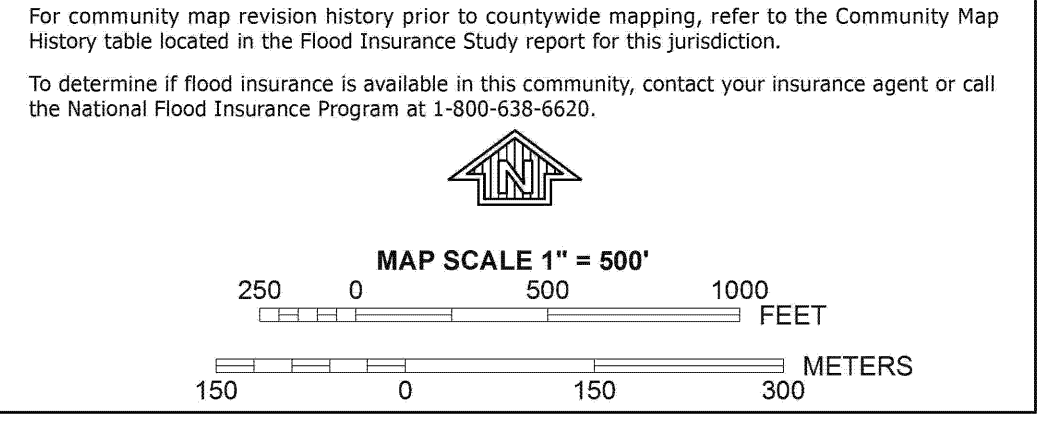 For community map revision history prior to countywide mapping, refer to the Community Map
History table located in the Flood Insurance Study report for this jurisdiction.
To determine if flood insurance is available in this community, contact your insurance agent or call
the National Flood Insurance Program at 1-800-638-6620.
N
MAP SCALE 1" = 500'
250 0 500 1000
FEET
METERS
150 0 150 300